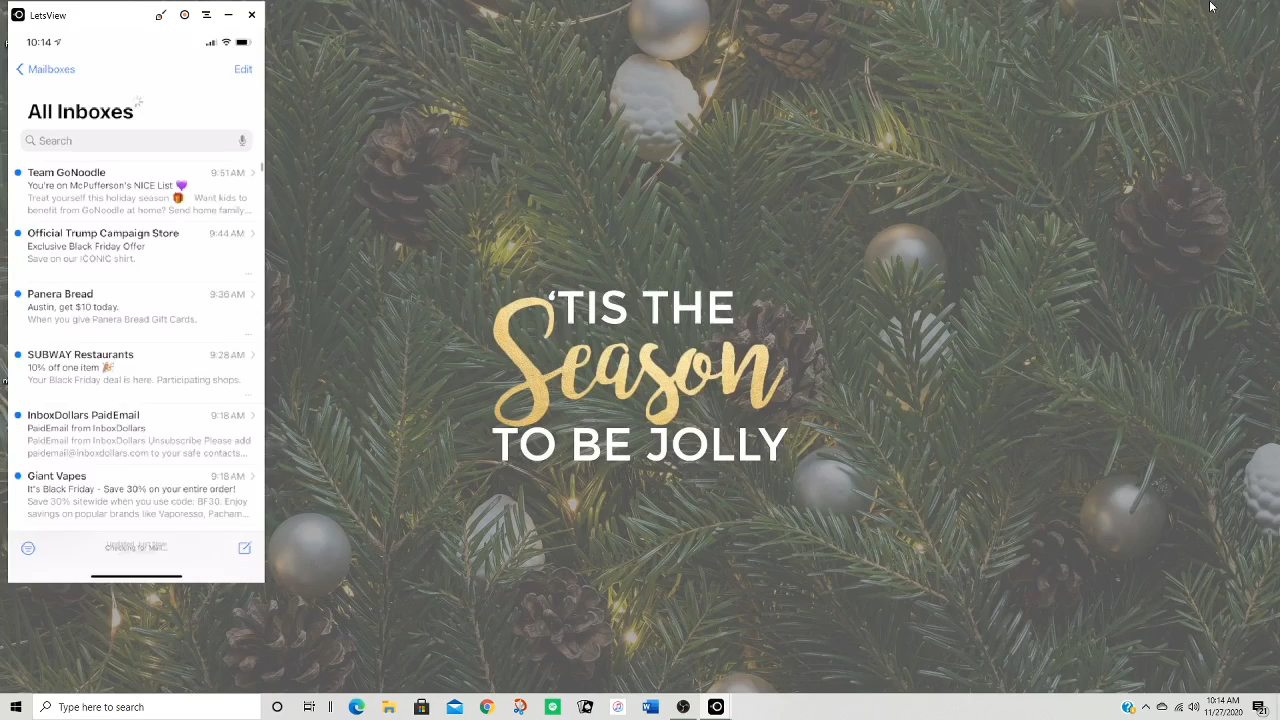 LetsView
10:14
Mailboxes
Edit
All Inboxes
Search
Team GoNoodle 9:51 AM
You're on McPufferson's NICE List 💜
Treat yourself this holiday season 🎁 Want kids to
benefit from GoNoodle at home? Send home family...
Official Trump Campaign Store 9:44 AM
Exclusive Black Friday Offer
Save on our ICONIC shirt.
...
Panera Bread 9:36 AM
Austin, get $10 today.
When you give Panera Bread Gift Cards.
...
SUBWAY Restaurants 9:28 AM
10% off one item 🎉
Your Black Friday deal is here. Participating shops.
...
InboxDollars PaidEmail 9:18 AM
PaidEmail from InboxDollars
PaidEmail from InboxDollars Unsubscribe Please add
paidemail@inboxdollars.com to your safe contacts...
Giant Vapes 9:18 AM
It's Black Friday - Save 30% on your entire order!
Save 30% sitewide when you use code: BF30. Enjoy
savings on popular brands like Vaporesso, Pacham...
Checking for Mail...
'TIS THE
Season
TO BE JOLLY
Type here to search
10:14 AM
11/27/2020
21